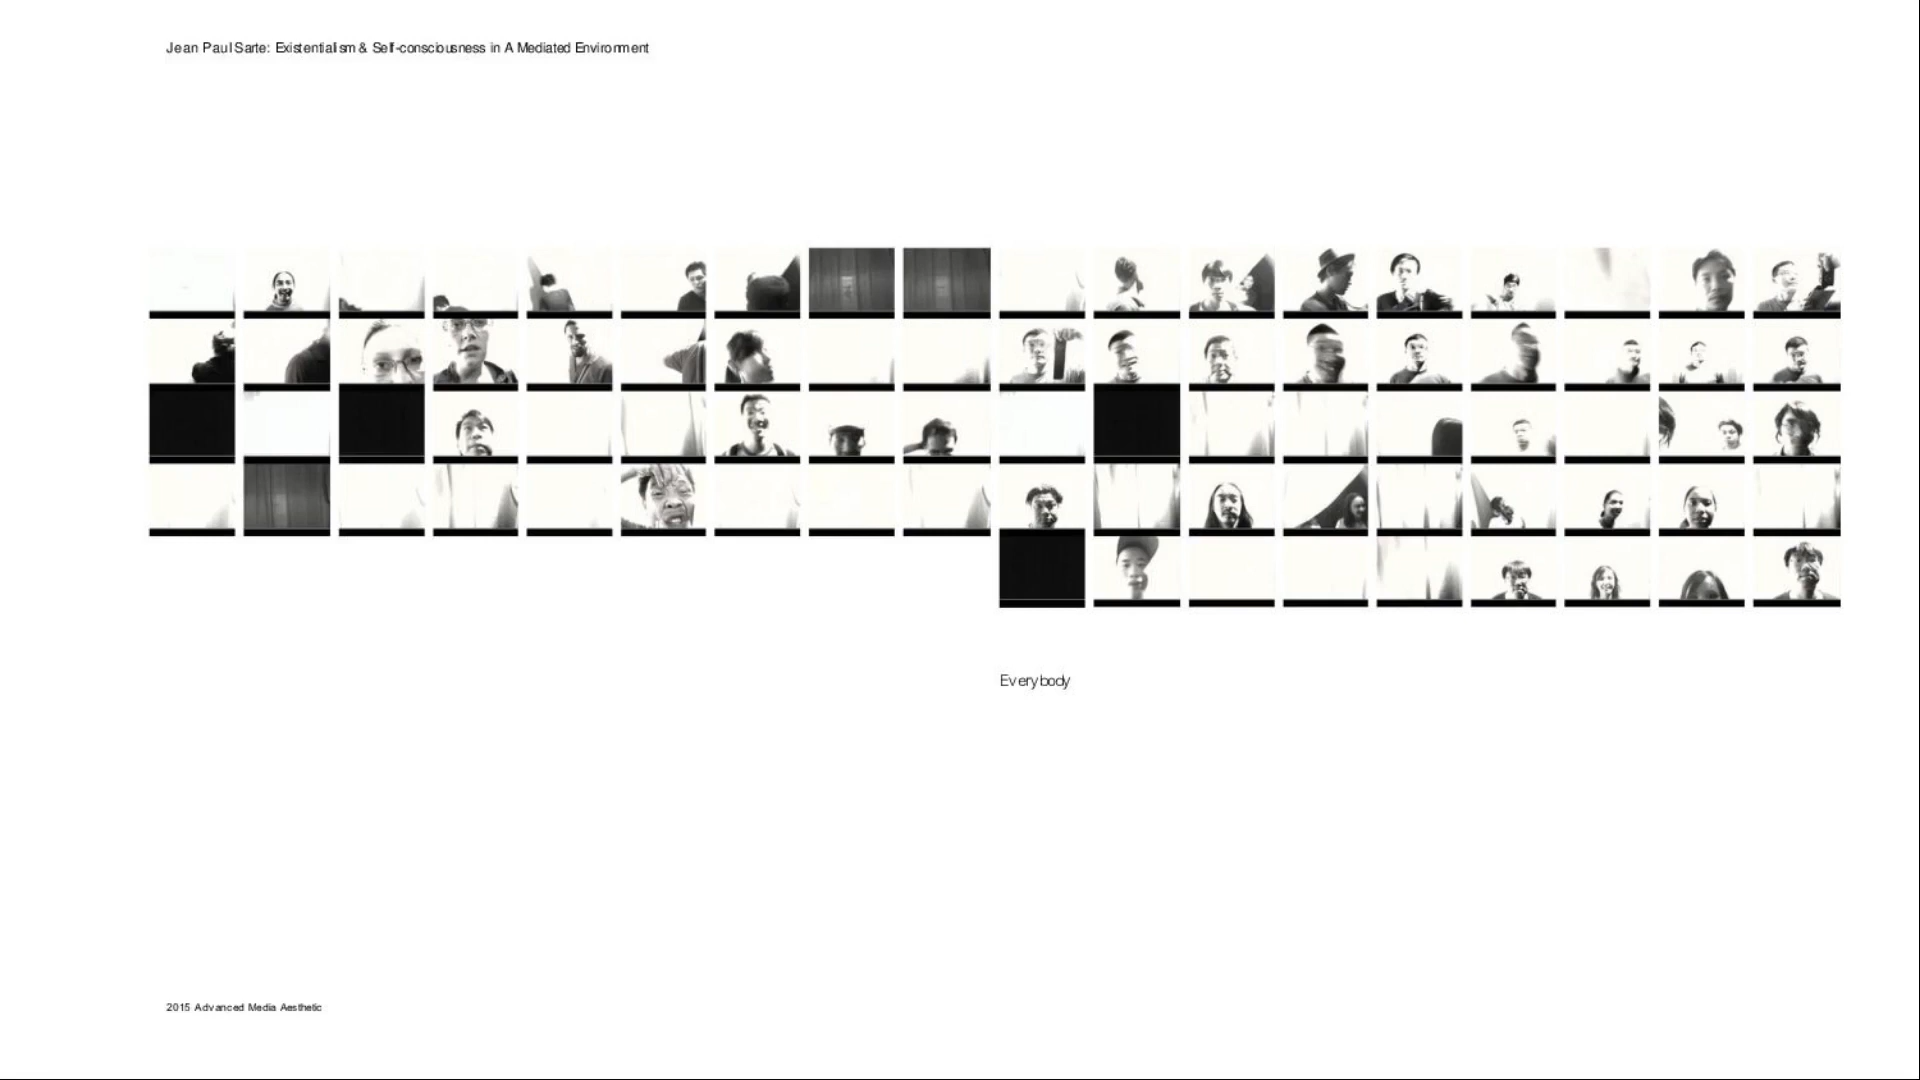 Jean Paul Sarte: Existentialism & Self-consciousness in A Mediated Environment
Everybody
2015 Advanced Media Aesthetic